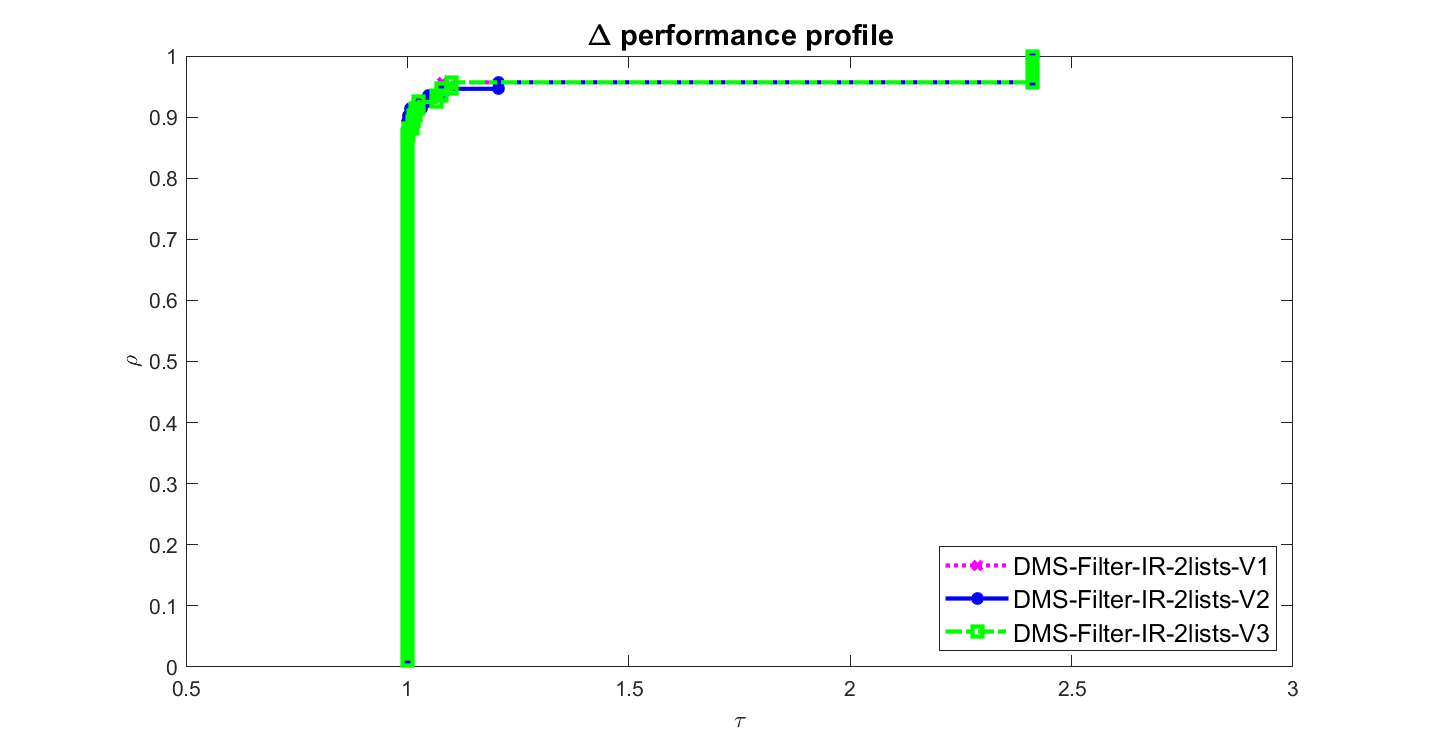 Δ performance profile
1
0.9
0.8
0.7
0.6
0.5
0.4
0.3
0.2
0.1
0
ρ
0.5 1 1.5 2 2.5 3
τ
DMS-Filter-IR-2lists-V1
DMS-Filter-IR-2lists-V2
DMS-Filter-IR-2lists-V3